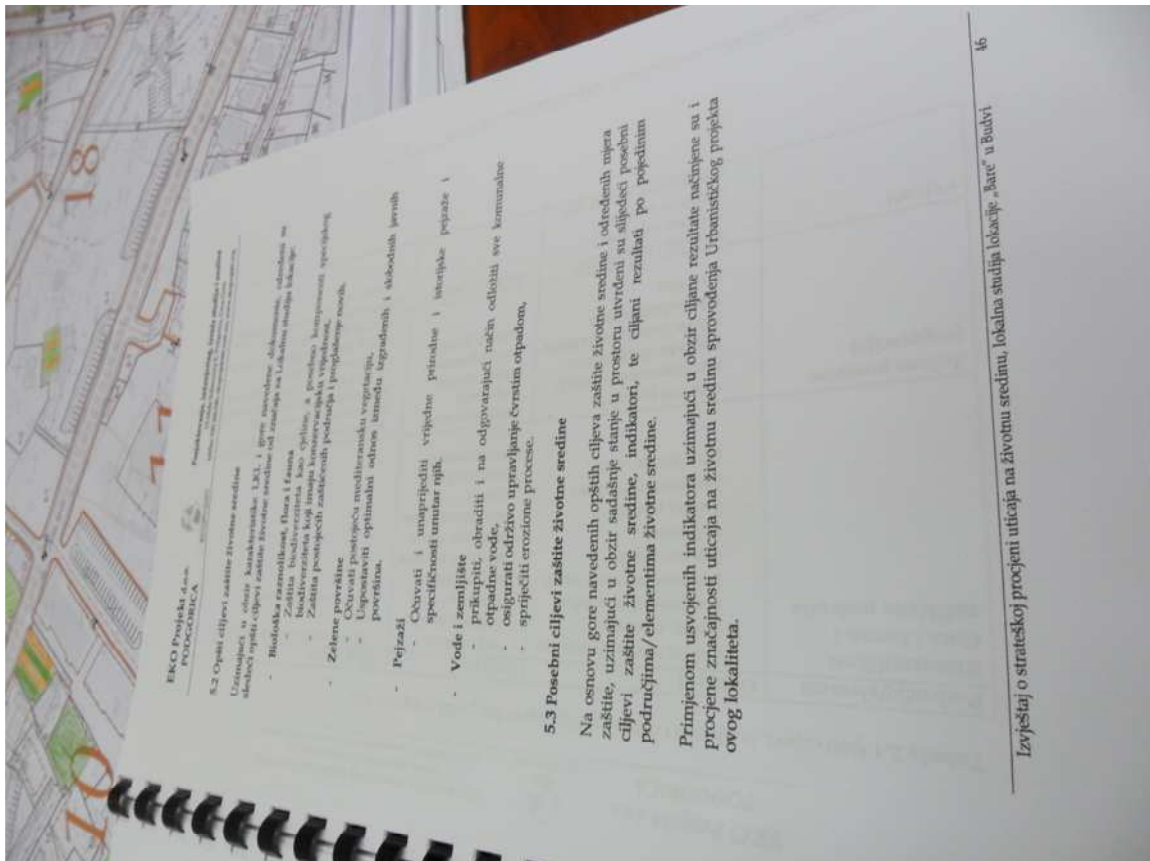 EKO Projekt d.o.o.
PODGORICA
5.2 Opšti ciljevi zaštite životne sredine
Uzimajući u obzir karakteristike LSL i gore navedene dokumente, određeni su
sledeći opšti ciljevi zaštite životne sredine od značaja na Lokalnu studiju lokacije:
- Biološka raznolikost, flora i fauna
- Zaštita biodiverziteta kao cjeline, a posebno komponenti specijskog
biodiverziteta koji imaju konzervacijsku vrijednost,
- Zaštita postojećih zaštićenih područja i proglašenje novih.
- Zelene površine
- Očuvati postojeću mediteransku vegetaciju,
- Uspostaviti optimalni odnos između izgrađenih i slobodnih javnih
površina.
- Pejzaži
- Očuvati i unaprijediti vrijedne prirodne i istorijske pejzaže i
specifičnosti unutar njih.
- Vode i zemljište
- prikupiti, obraditi i na odgovarajući način odložiti sve komunalne
otpadne vode,
- osigurati održivo upravljanje čvrstim otpadom,
- spriječiti erozione procese.
5.3 Posebni ciljevi zaštite životne sredine
Na osnovu gore navedenih opštih ciljeva zaštite životne sredine i određenih mjera
zaštite, uzimajući u obzir sadašnje stanje u prostoru utvrđeni su slijedeći posebni
ciljevi zaštite životne sredine, indikatori, te ciljani rezultati po pojedinim
područjima/elementima životne sredine.
Primjenom usvojenih indikatora uzimajući u obzir ciljane rezultate načinjene su i
procjene značajnosti uticaja na životnu sredinu sprovođenja Urbanističkog projekta
ovog lokaliteta.
Izvještaj o strateškoj procjeni uticaja na životnu sredinu, lokalna studija lokacije „Bare" u Budvi 46
10
18